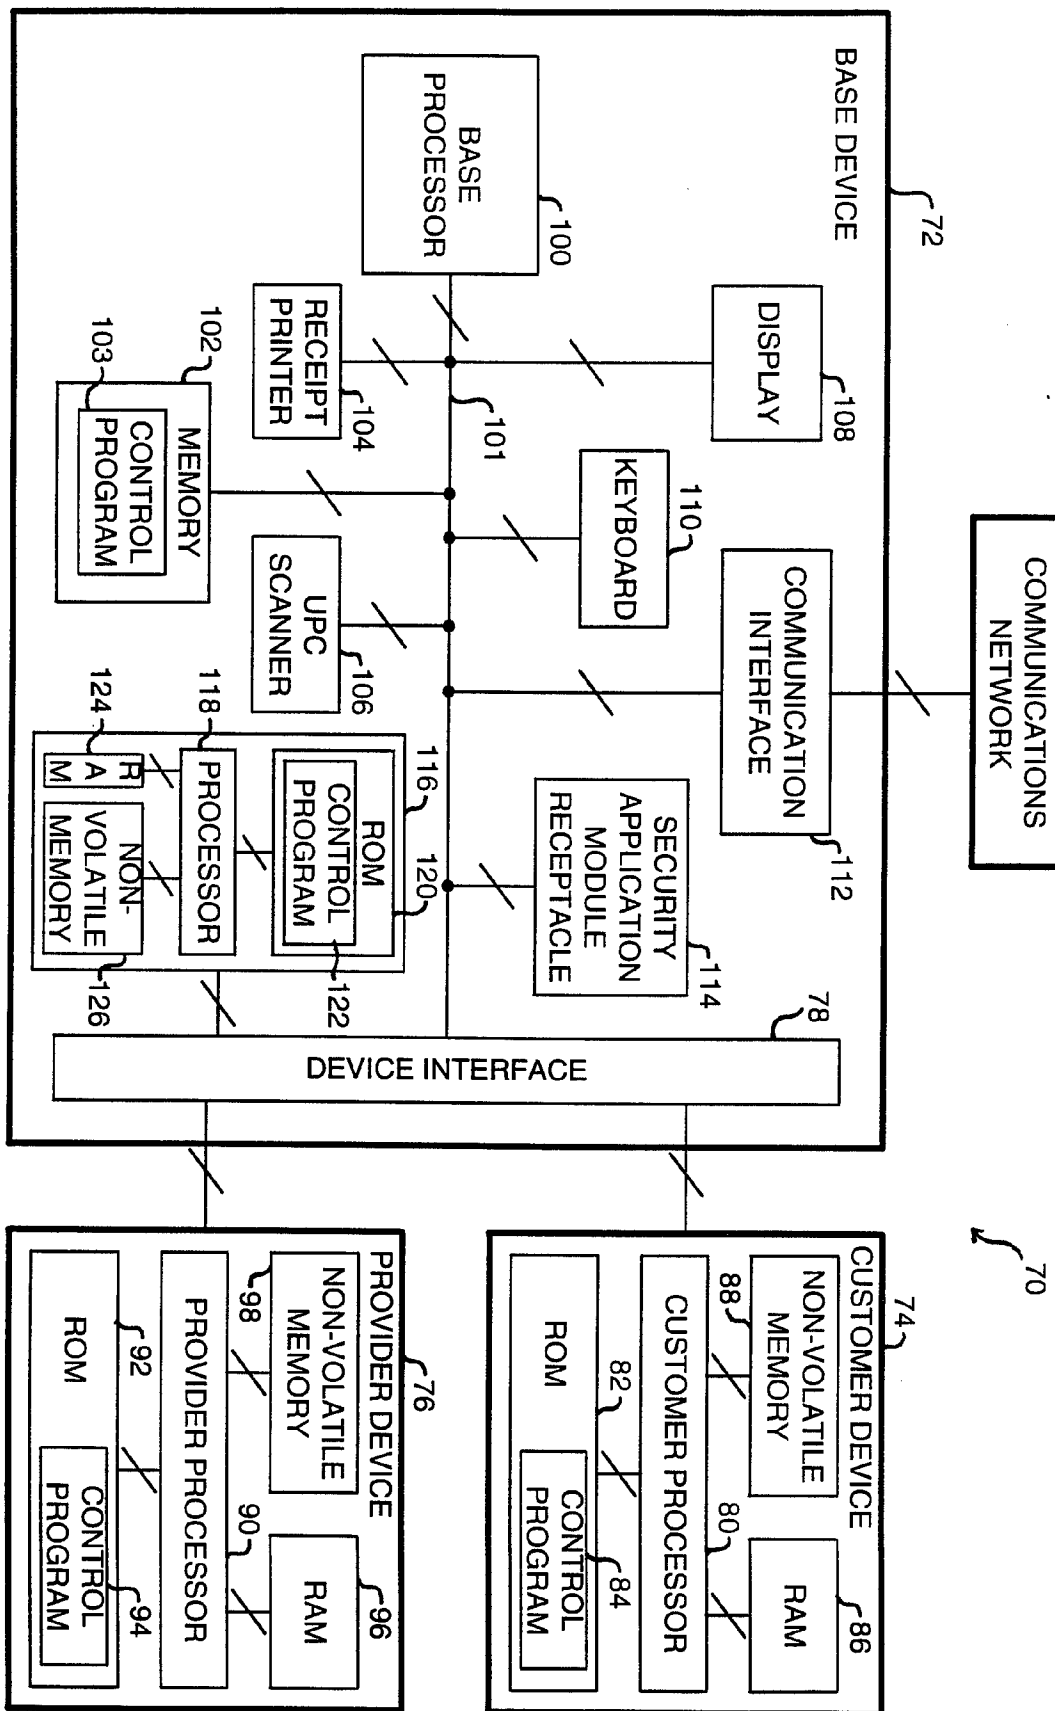 COMMUNICATIONS
NETWORK
70
BASE DEVICE
72
BASE
PROCESSOR
100
DISPLAY
108
KEYBOARD
110
COMMUNICATION
INTERFACE
112
SECURITY
APPLICATION
MODULE
RECEPTACLE
114
78
DEVICE INTERFACE
101
RECEIPT
PRINTER
104
102
103
MEMORY
CONTROL
PROGRAM
UPC
SCANNER
106
116
ROM
120
CONTROL
PROGRAM
122
118
PROCESSOR
124
R
A
M
NON-
VOLATILE
MEMORY
126
74
CUSTOMER DEVICE
NON-VOLATILE
MEMORY
88
RAM
86
CUSTOMER PROCESSOR
80
ROM
82
CONTROL
PROGRAM
84
76
PROVIDER DEVICE
NON-VOLATILE
MEMORY
98
RAM
96
PROVIDER PROCESSOR
90
ROM
92
CONTROL
PROGRAM
94